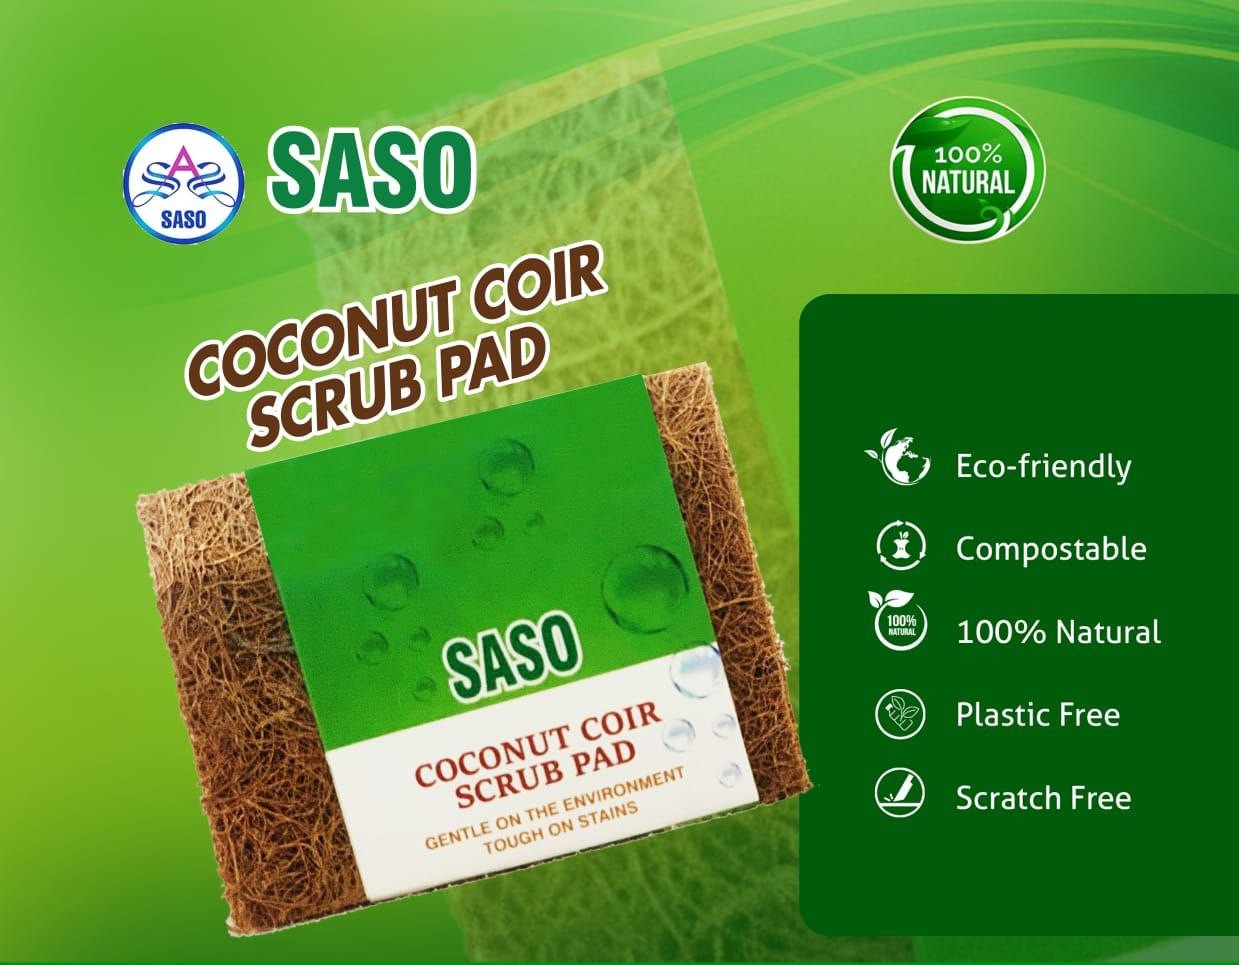 A
SASO
SASO
100%
NATURAL
COCONUT COIR
SCRUB PAD
SASO
COCONUT COIR
SCRUB PAD
GENTLE ON THE ENVIRONMENT
TOUGH ON STAINS
Eco-friendly
Compostable
100%
NATURAL
100% Natural
Plastic Free
Scratch Free